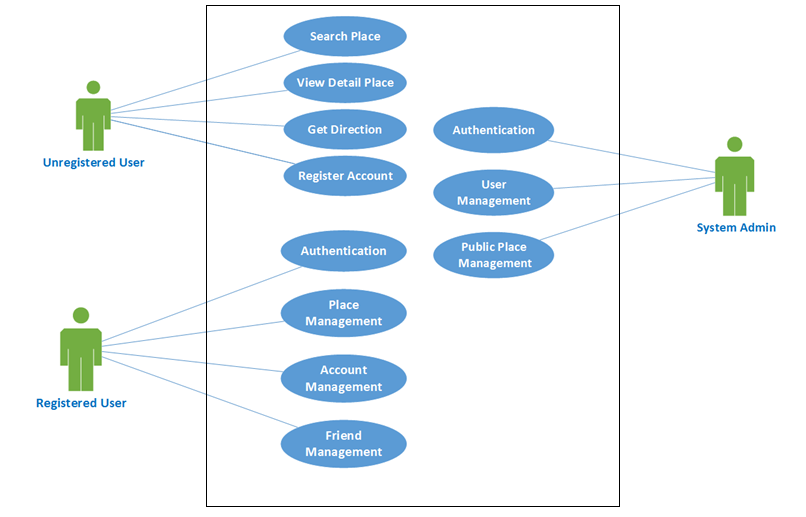 Search Place
View Detail Place
Get Direction
Register Account
Unregistered User
Authentication
User
Management
Public Place
Management
System Admin
Authentication
Place
Management
Account
Management
Friend
Management
Registered User